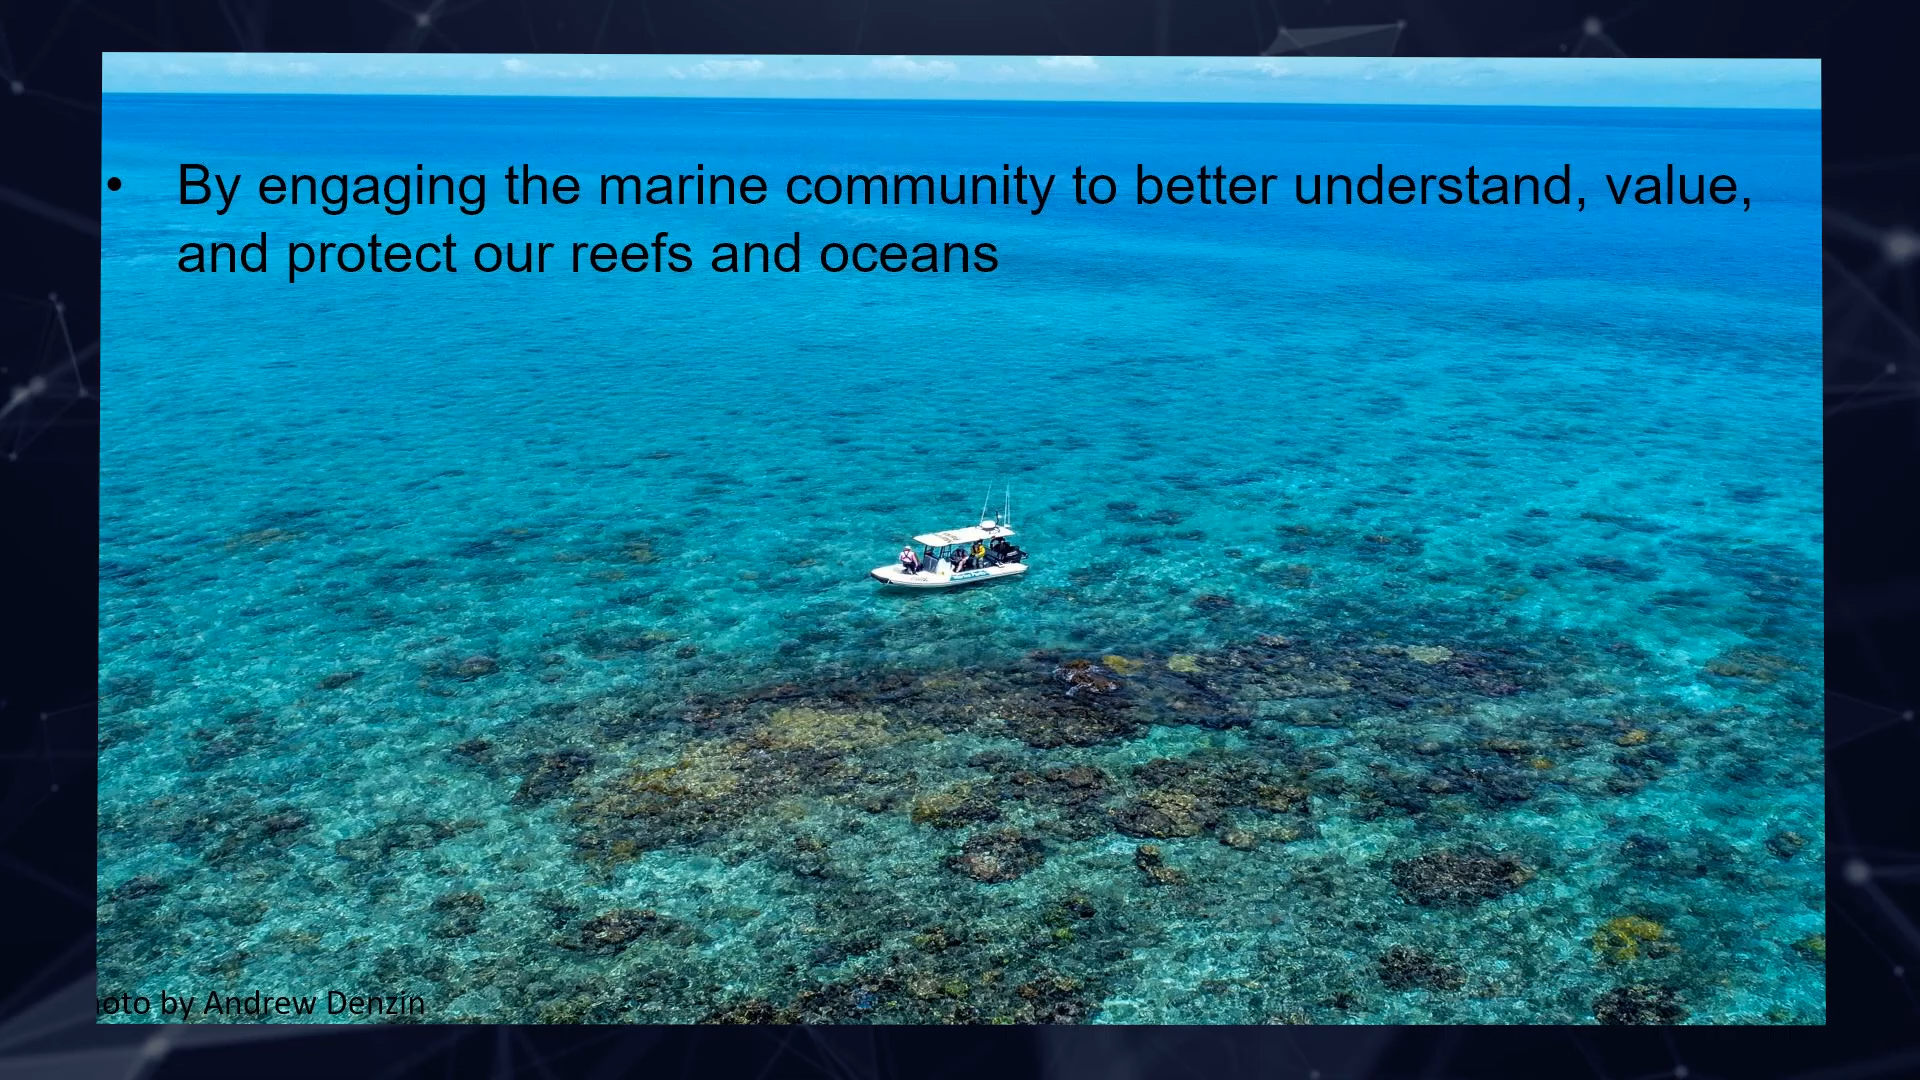 • By engaging the marine community to better understand, value,
and protect our reefs and oceans
oto by Andrew Denzin